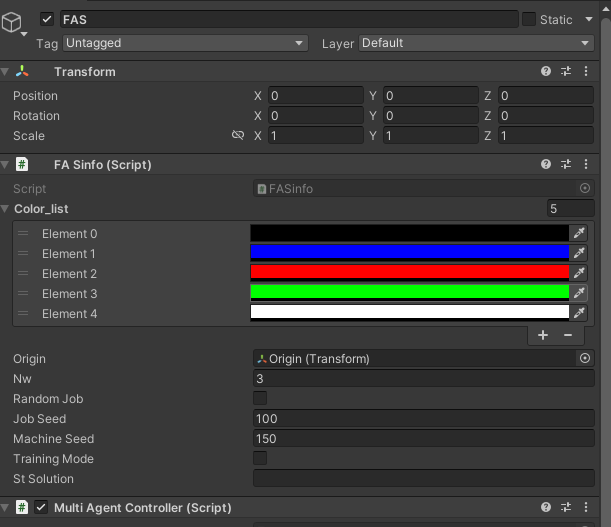 FAS Static
Tag Untagged Layer Default
Transform
Position X 0 Y 0 Z 0
Rotation X 0 Y 0 Z 0
Scale X 1 Y 1 Z 1
# FA Sinfo (Script)
Script # FASinfo
Color_list 5
Element 0
Element 1
Element 2
Element 3
Element 4
+ −
Origin Origin (Transform)
Nw 3
Random Job
Job Seed 100
Machine Seed 150
Training Mode
St Solution
# Multi Agent Controller (Script)